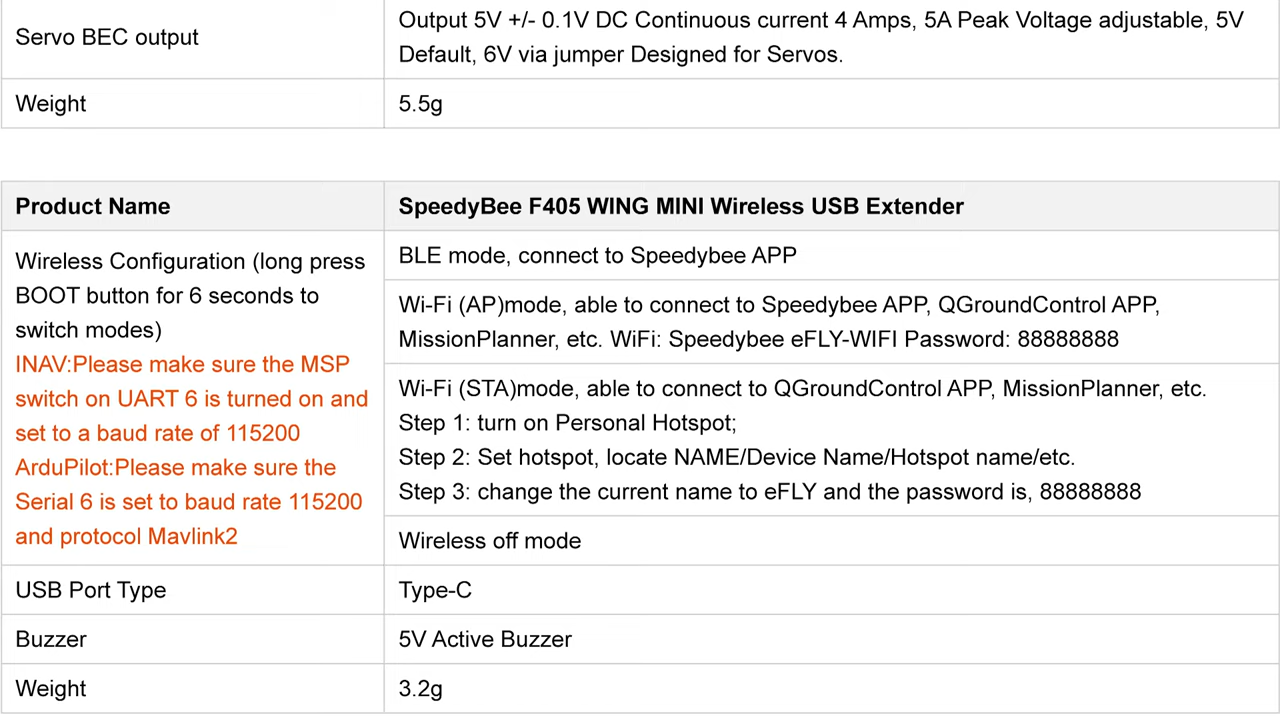 Servo BEC output
Output 5V +/- 0.1V DC Continuous current 4 Amps, 5A Peak Voltage adjustable, 5V
Default, 6V via jumper Designed for Servos.
Weight
5.5g
Product Name
SpeedyBee F405 WING MINI Wireless USB Extender
Wireless Configuration (long press
BOOT button for 6 seconds to
switch modes)
INAV:Please make sure the MSP
switch on UART 6 is turned on and
set to a baud rate of 115200
ArduPilot:Please make sure the
Serial 6 is set to baud rate 115200
and protocol Mavlink2
BLE mode, connect to Speedybee APP
Wi-Fi (AP)mode, able to connect to Speedybee APP, QGroundControl APP,
MissionPlanner, etc. WiFi: Speedybee eFLY-WIFI Password: 88888888
Wi-Fi (STA)mode, able to connect to QGroundControl APP, MissionPlanner, etc.
Step 1: turn on Personal Hotspot;
Step 2: Set hotspot, locate NAME/Device Name/Hotspot name/etc.
Step 3: change the current name to eFLY and the password is, 88888888
Wireless off mode
USB Port Type
Type-C
Buzzer
5V Active Buzzer
Weight
3.2g